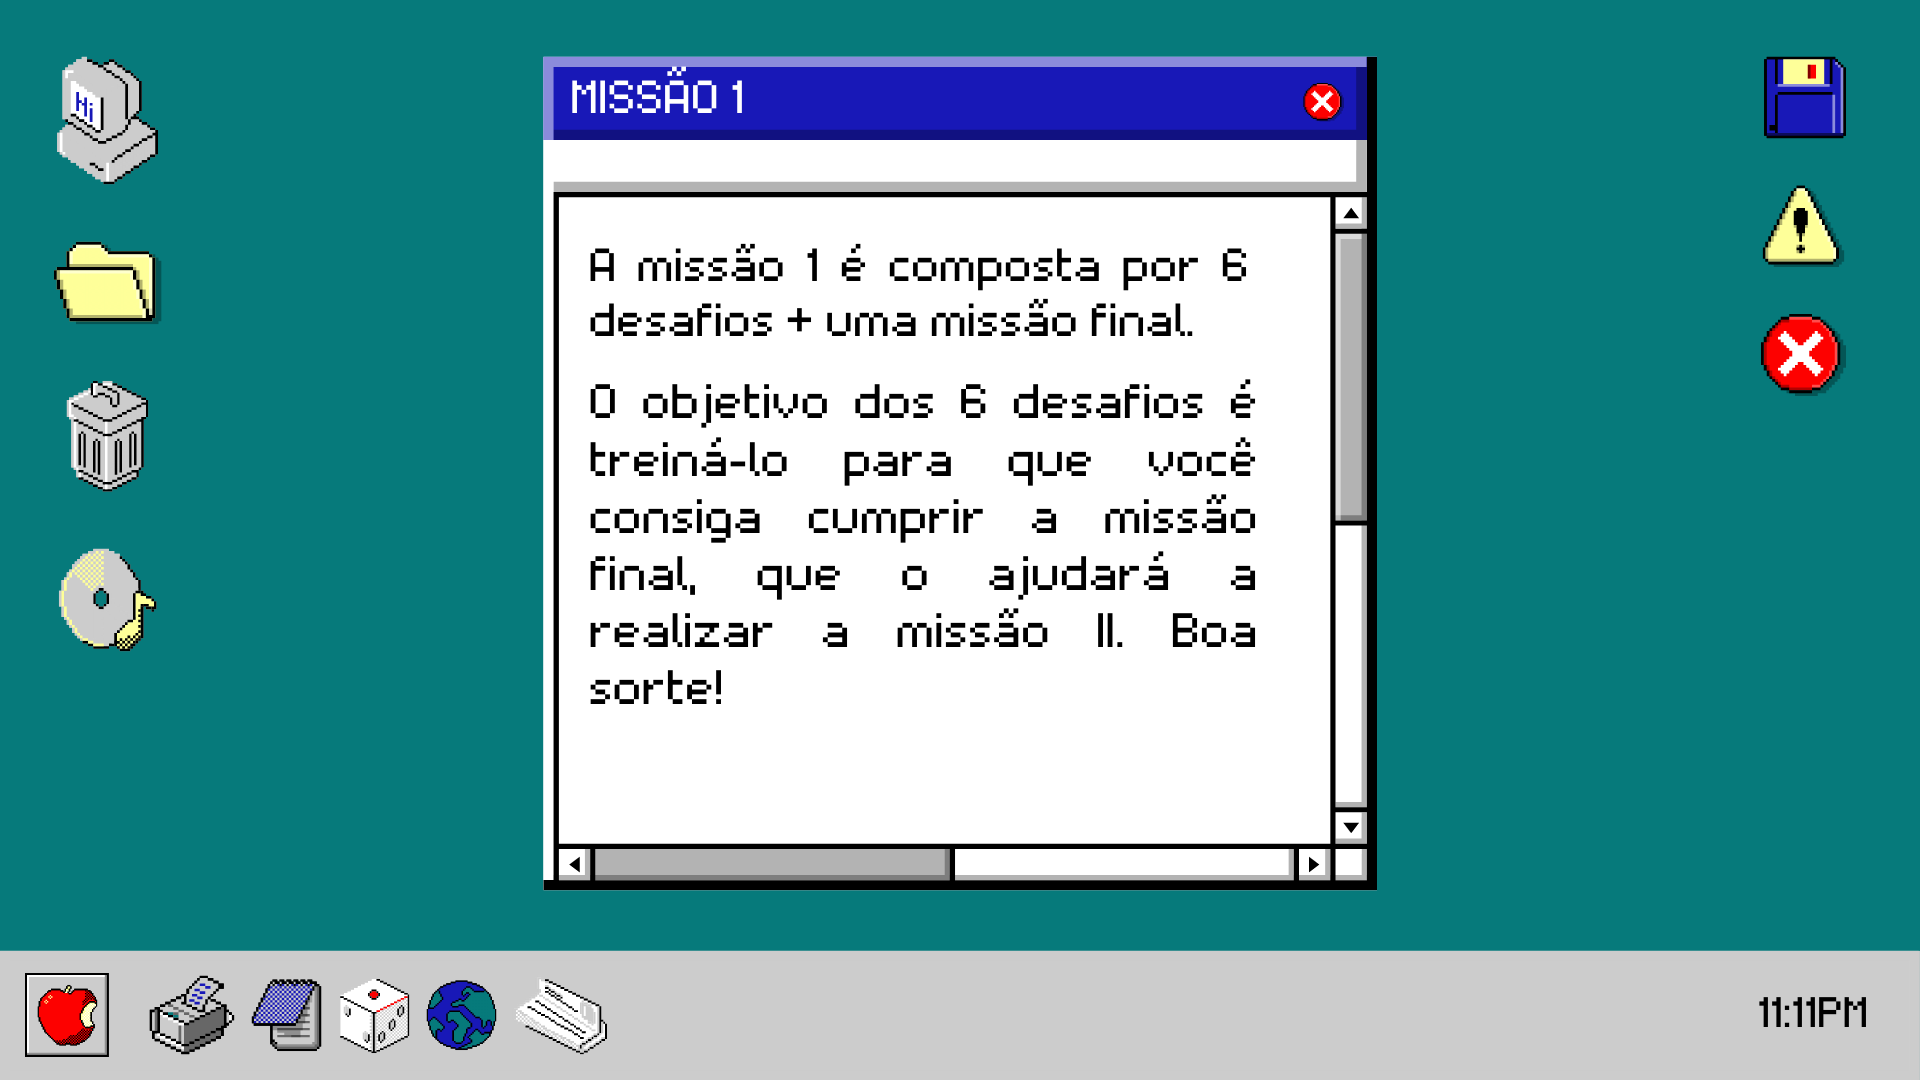 MISSÃO 1
Hi
A missão 1 é composta por 6
desafios + uma missão final.
O objetivo dos 6 desafios é
treiná-lo para que você
consiga cumprir a missão
final, que o ajudará a
realizar a missão II. Boa
sorte!
11:11PM